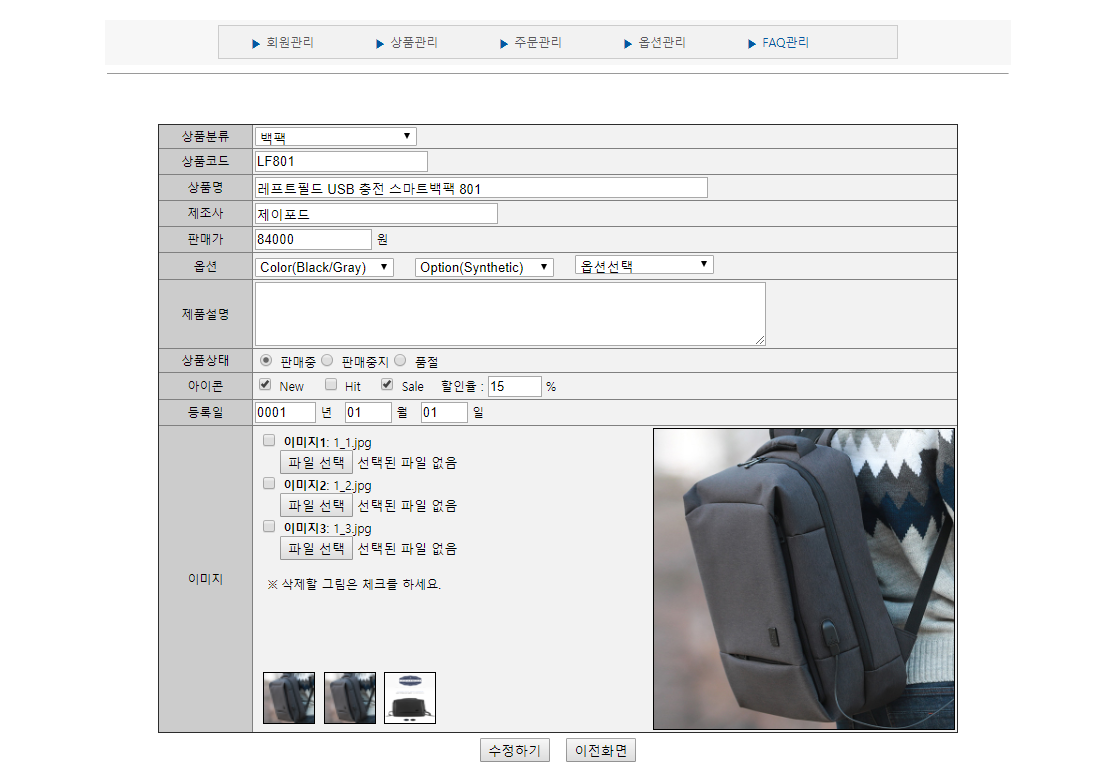 ▶ 회원관리 ▶ 상품관리 ▶ 주문관리 ▶ 옵션관리 ▶ FAQ관리
상품분류 백팩
상품코드 LF801
상품명 레프트필드 USB 충전 스마트백팩 801
제조사 제이포드
판매가 84000 원
옵션 Color(Black/Gray) Option(Synthetic) 옵션선택
제품설명
상품상태 판매중 판매중지 품절
아이콘 New Hit Sale 할인율 : 15 %
등록일 0001 년 01 월 01 일
이미지
이미지1: 1_1.jpg
파일 선택 선택된 파일 없음
이미지2: 1_2.jpg
파일 선택 선택된 파일 없음
이미지3: 1_3.jpg
파일 선택 선택된 파일 없음
※ 삭제할 그림은 체크를 하세요.
수정하기 이전화면